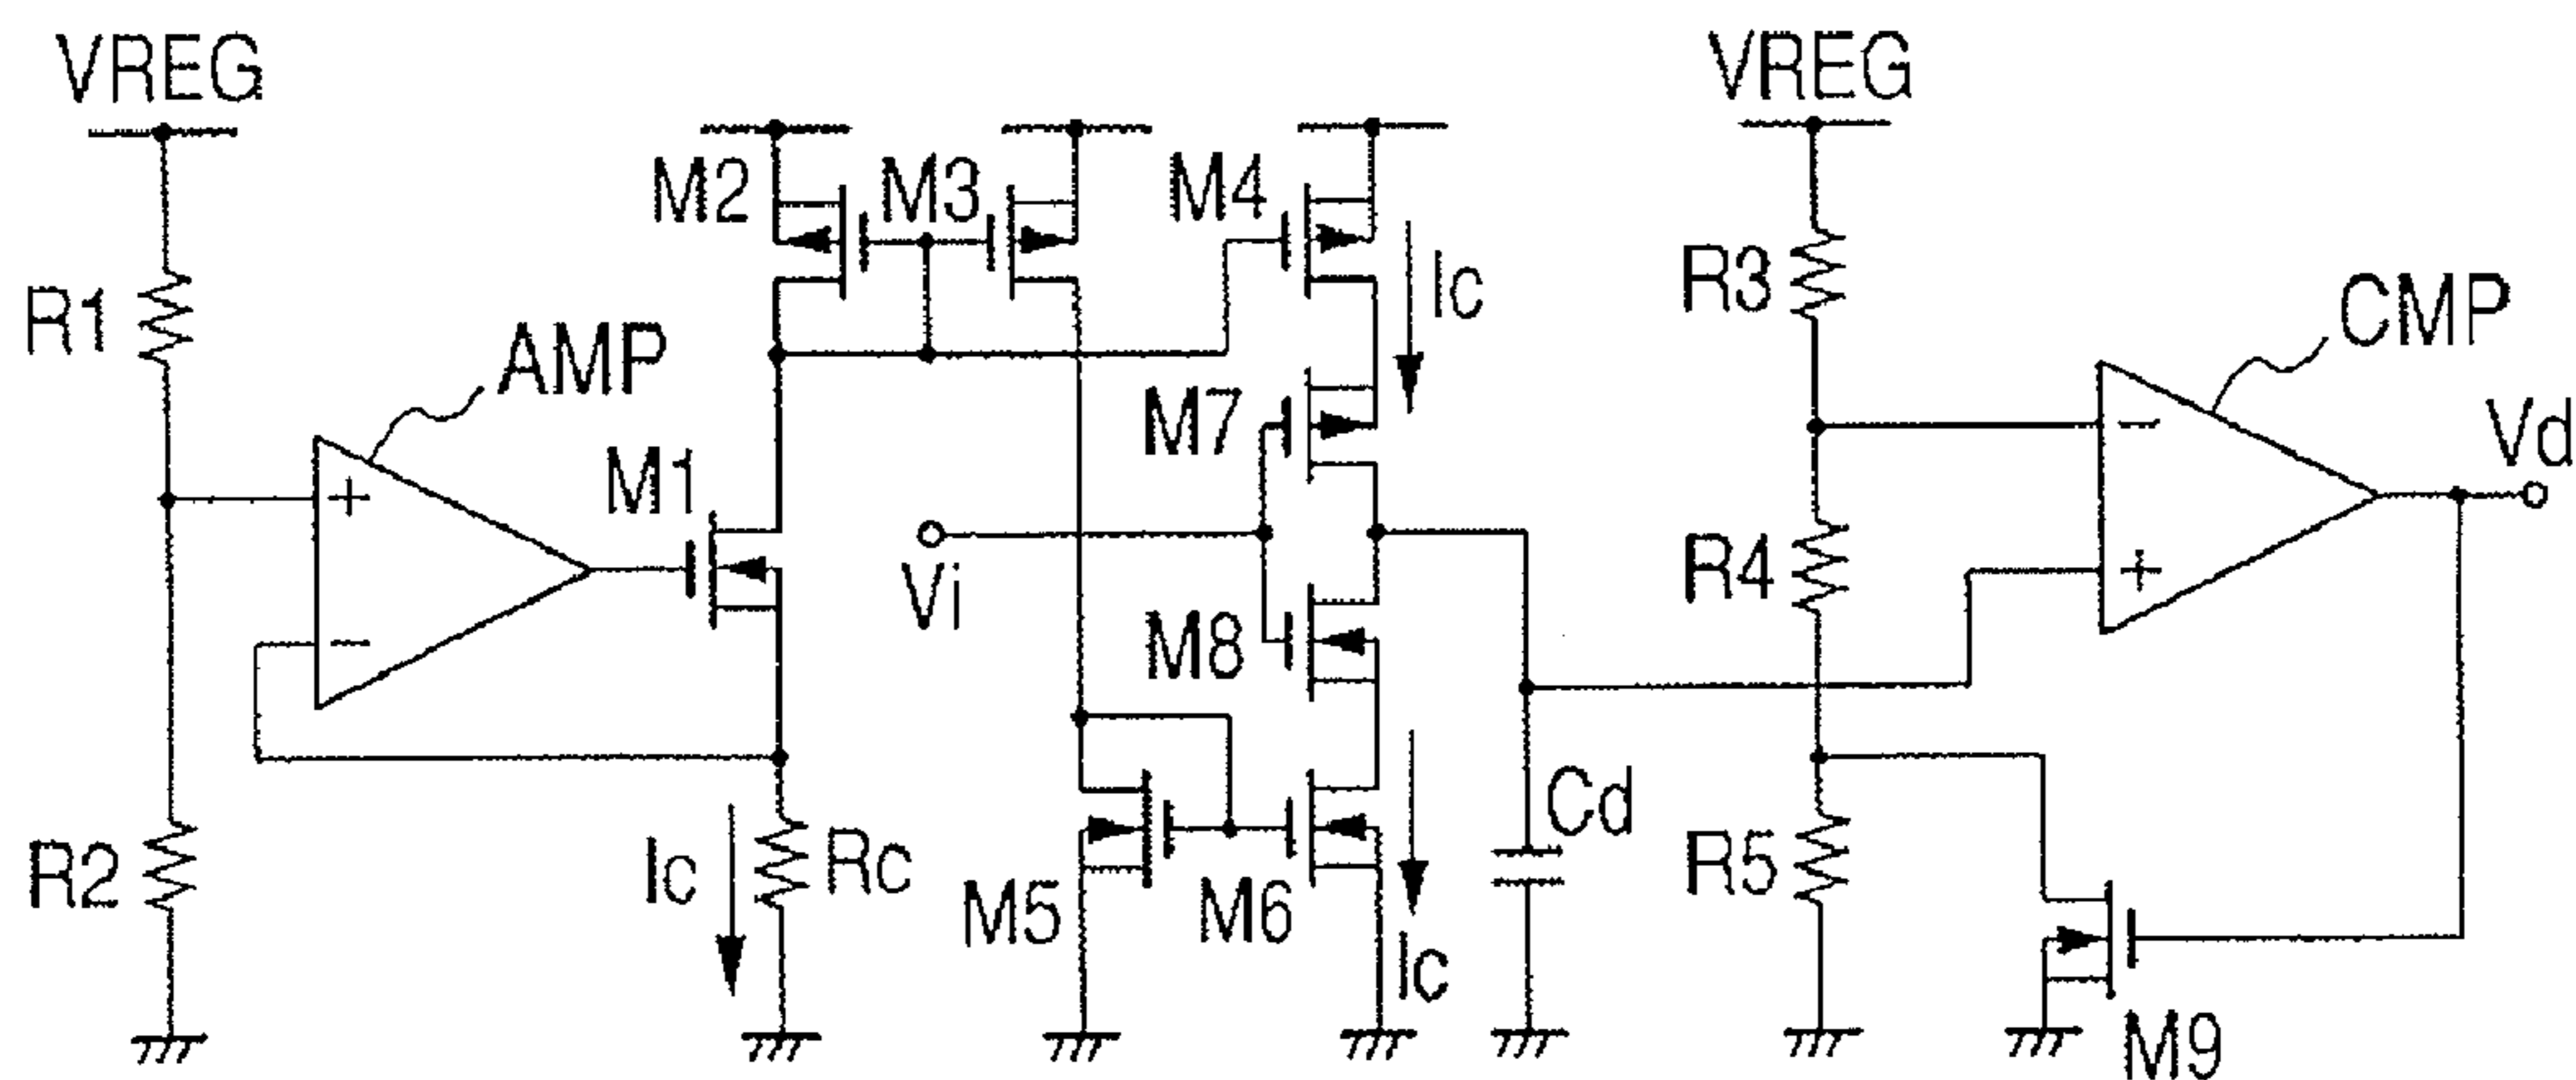 VREG
VREG
M2
M3
M4
Ic
R1
AMP
R3
CMP
M7
Vd
M1
+
−
+
−
Vi
M8
R4
R2
Ic
Rc
M5
M6
Ic
Cd
R5
M9